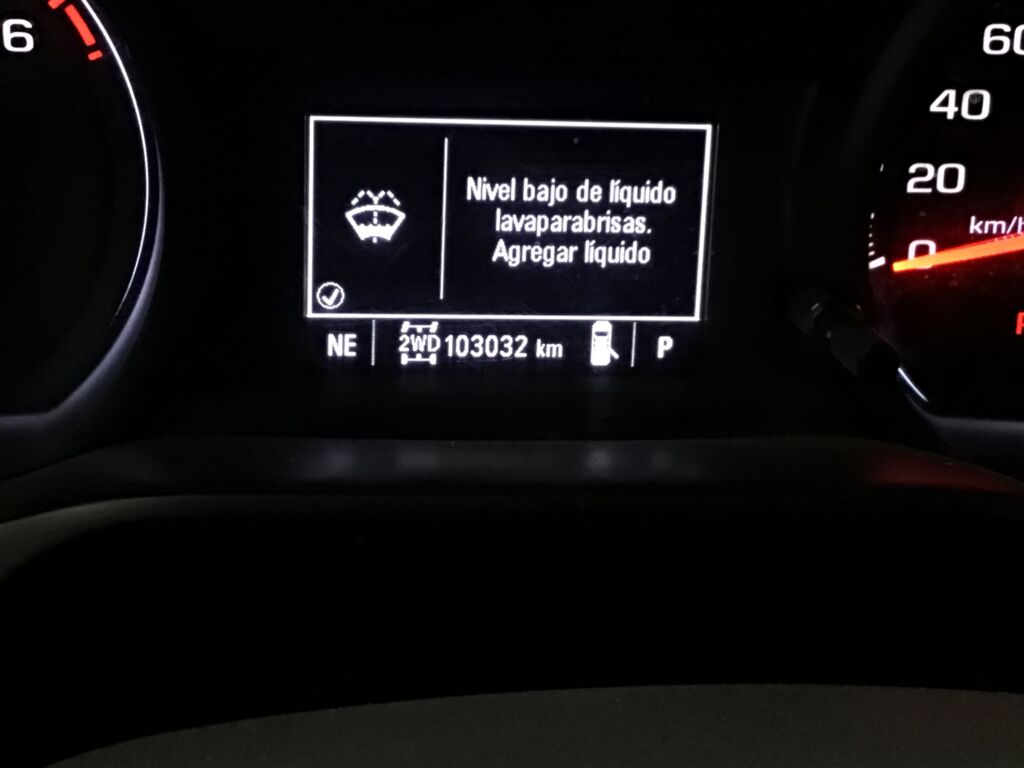 6
60
40
20
km/h
0
Nivel bajo de líquido
lavaparabrisas.
Agregar líquido
NE
2WD
103032 km
P